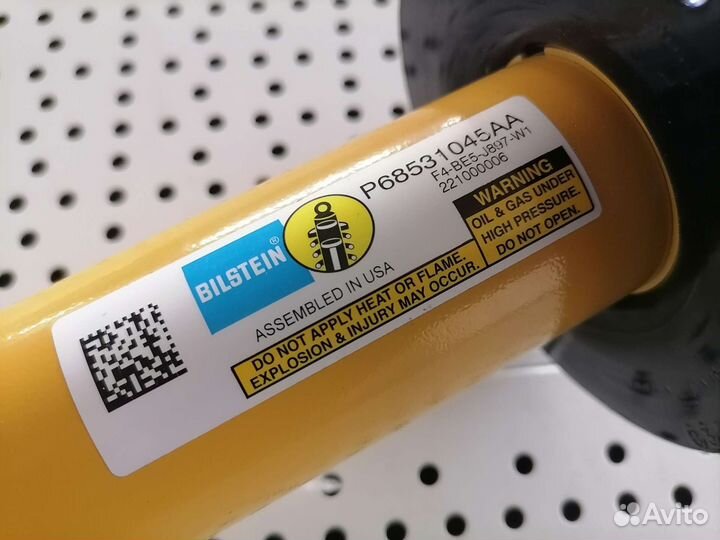 P68531045AA
F4-BE5-J897-W1
221000006
BILSTEIN®
ASSEMBLED IN USA
WARNING
OIL & GAS UNDER
HIGH PRESSURE.
DO NOT OPEN.
DO NOT APPLY HEAT OR FLAME.
EXPLOSION & INJURY MAY OCCUR.
Avito